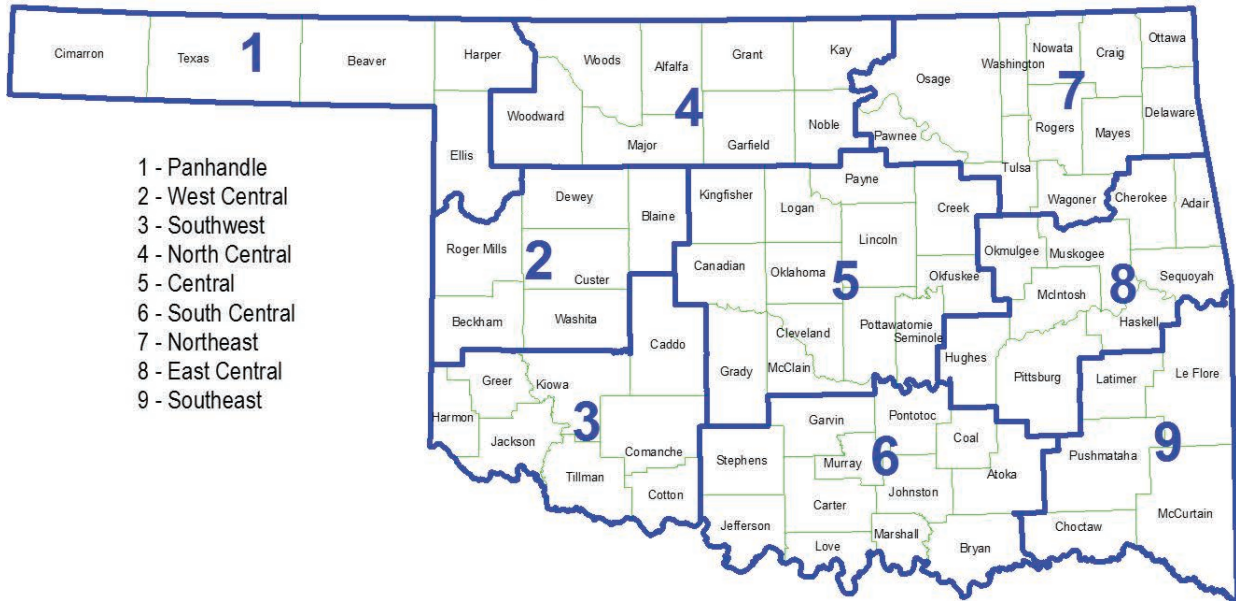 Cimarron
Texas
1
Beaver
Harper
Woods
Alfalfa
Grant
Kay
Osage
Washington
Nowata
Craig
Ottawa
4
7
Woodward
Major
Garfield
Noble
Pawnee
Rogers
Mayes
Delaware
Ellis
Tulsa
Wagoner
Cherokee
Adair
1 - Panhandle
2 - West Central
3 - Southwest
4 - North Central
5 - Central
6 - South Central
7 - Northeast
8 - East Central
9 - Southeast
Dewey
Blaine
Kingfisher
Logan
Payne
Creek
Lincoln
Roger Mills
2
Custer
Canadian
Oklahoma
5
Okfuskee
Okmulgee
Muskogee
8
McIntosh
Sequoyah
Haskell
Beckham
Washita
Caddo
Grady
Cleveland
McClain
Pottawatomie
Seminole
Hughes
Pittsburg
Latimer
Le Flore
Greer
Kiowa
Harmon
Jackson
3
Tillman
Comanche
Cotton
Stephens
Garvin
Pontotoc
Coal
Murray
6
Atoka
Johnston
Carter
Jefferson
Love
Marshall
Bryan
Pushmataha
9
Choctaw
McCurtain